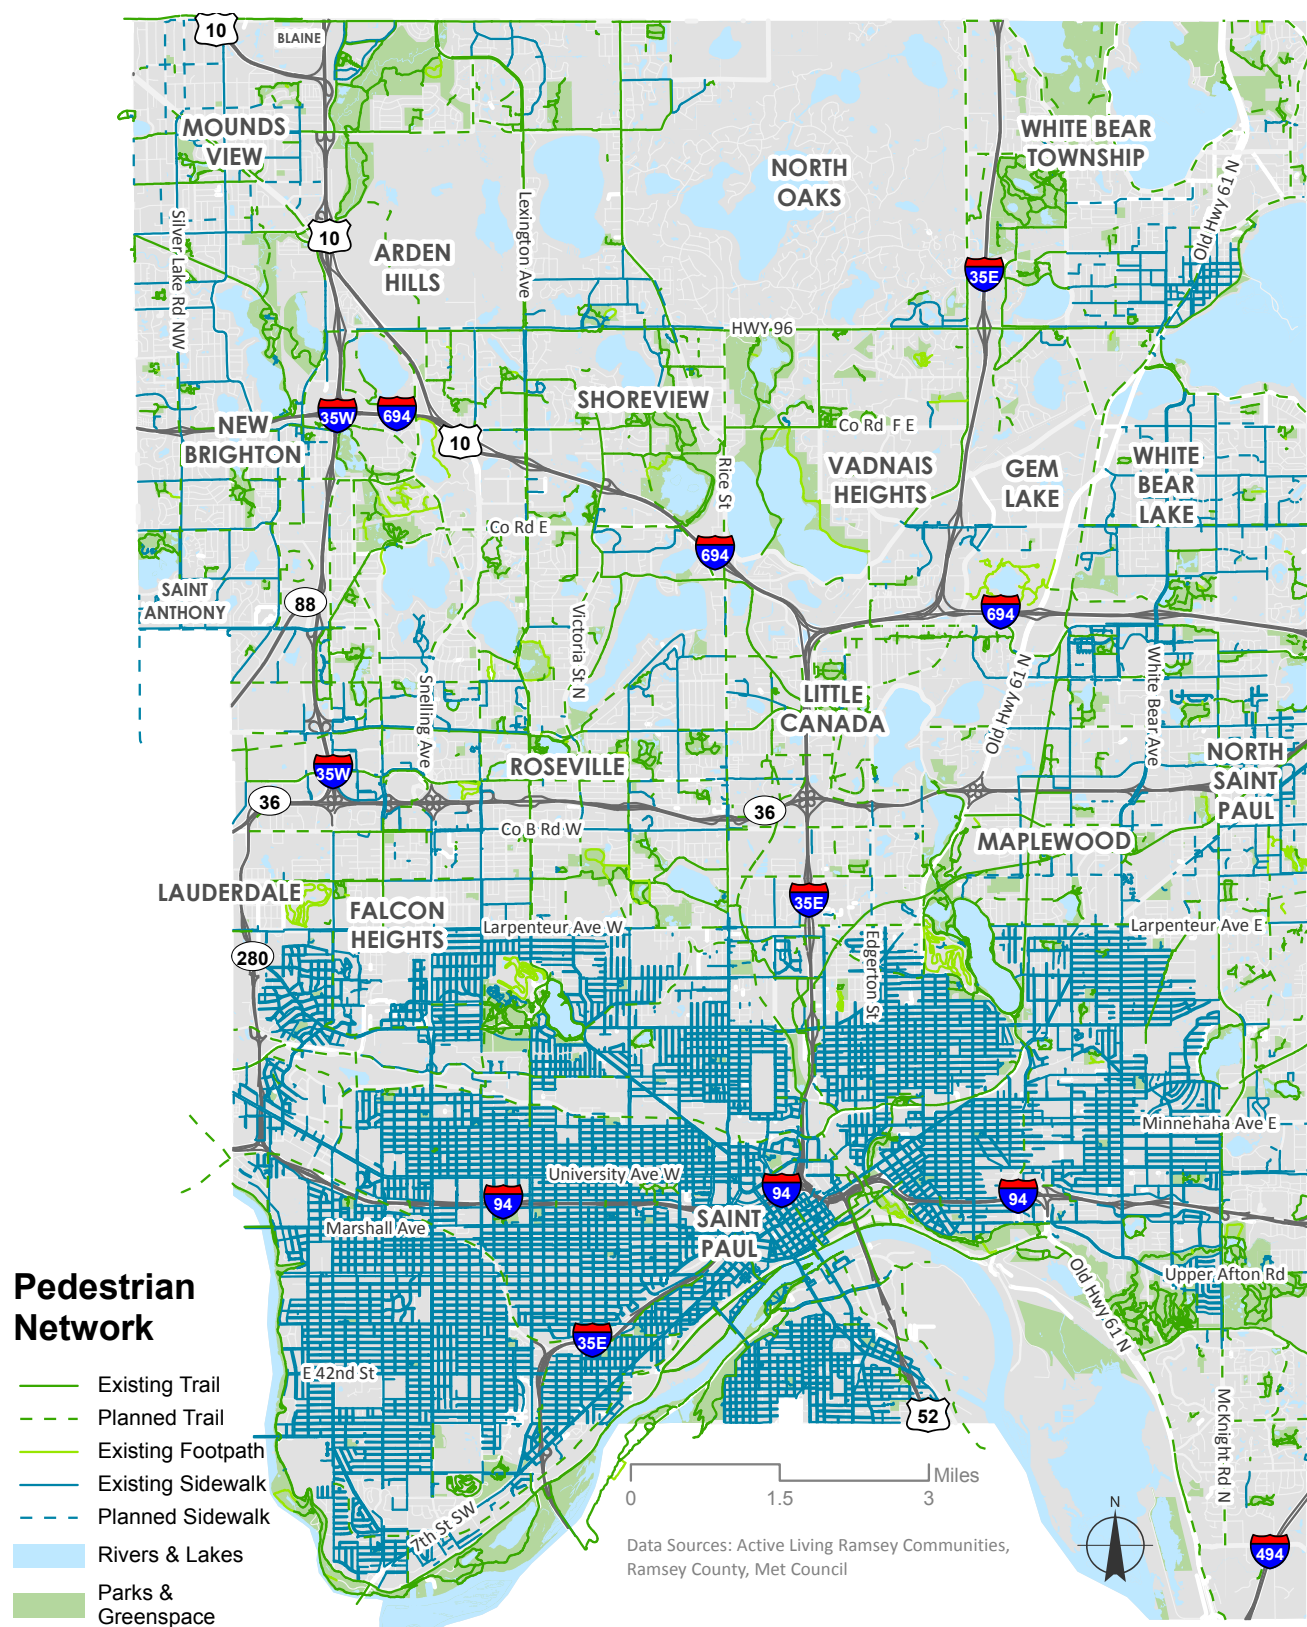 10
BLAINE
MOUNDS
VIEW
NORTH
OAKS
WHITE BEAR
TOWNSHIP
Old Hwy 61 N
Silver Lake Rd NW
10
Lexington Ave
ARDEN
HILLS
35E
HWY 96
SHOREVIEW
35W
694
10
NEW
BRIGHTON
Co Rd F E
Rice St
VADNAIS
HEIGHTS
GEM
LAKE
WHITE
BEAR
LAKE
Co Rd E
694
SAINT
ANTHONY
88
694
Victoria St N
Snelling Ave
LITTLE
CANADA
Old Hwy 61 N
White Bear Ave
35W
ROSEVILLE
NORTH
SAINT
PAUL
36
36
Co B Rd W
MAPLEWOOD
LAUDERDALE
35E
FALCON
HEIGHTS
Larpenteur Ave W
Larpenteur Ave E
280
Edgerton St
Minnehaha Ave E
University Ave W
94
94
94
Marshall Ave
SAINT
PAUL
Upper Afton Rd
Old Hwy 61 N
35E
E 42nd St
52
McKnight Rd N
7th St SW
494
Pedestrian
Network
Existing Trail
Planned Trail
Existing Footpath
Existing Sidewalk
Planned Sidewalk
Rivers & Lakes
Parks &
Greenspace
Miles
0 1.5 3
N
Data Sources: Active Living Ramsey Communities,
Ramsey County, Met Council